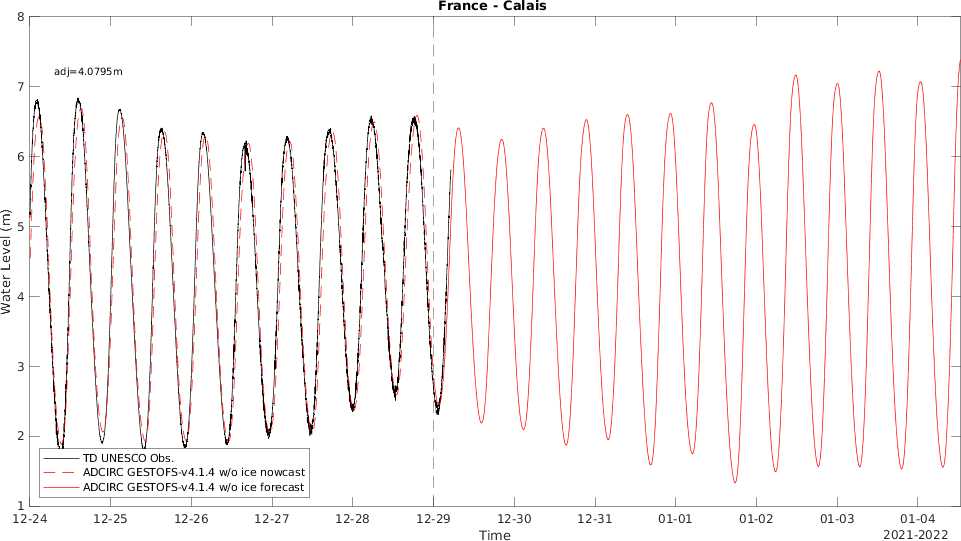 France - Calais
adj=4.0795m
8
7
6
5
4
3
2
1
Water Level (m)
TD UNESCO Obs.
ADCIRC GESTOFS-v4.1.4 w/o ice nowcast
ADCIRC GESTOFS-v4.1.4 w/o ice forecast
12-24 12-25 12-26 12-27 12-28 12-29 12-30 12-31 01-01 01-02 01-03 01-04
Time
2021-2022